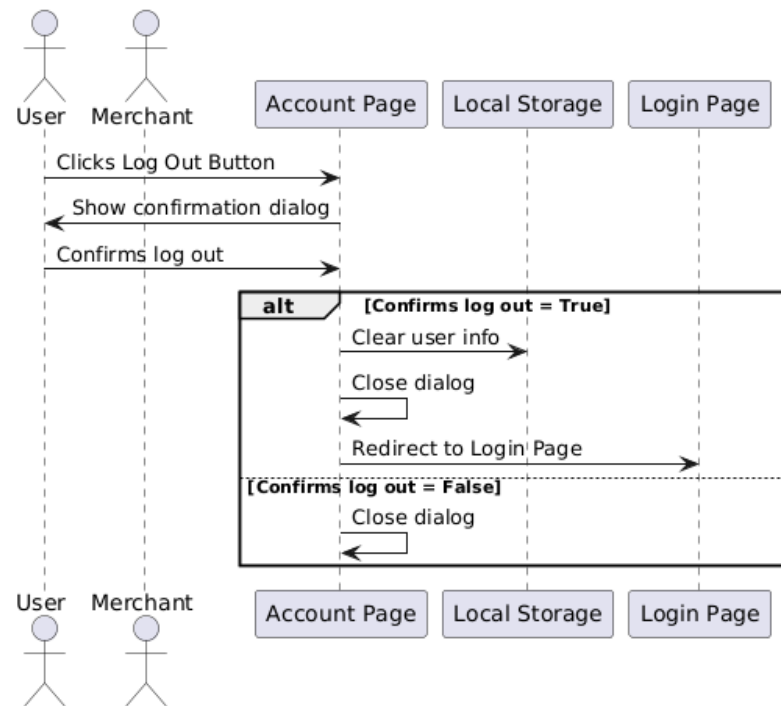 User Merchant
Account Page Local Storage Login Page
Clicks Log Out Button
Show confirmation dialog
Confirms log out
alt [Confirms log out = True]
Clear user info
Close dialog
Redirect to Login Page
[Confirms log out = False]
Close dialog
User Merchant
Account Page Local Storage Login Page